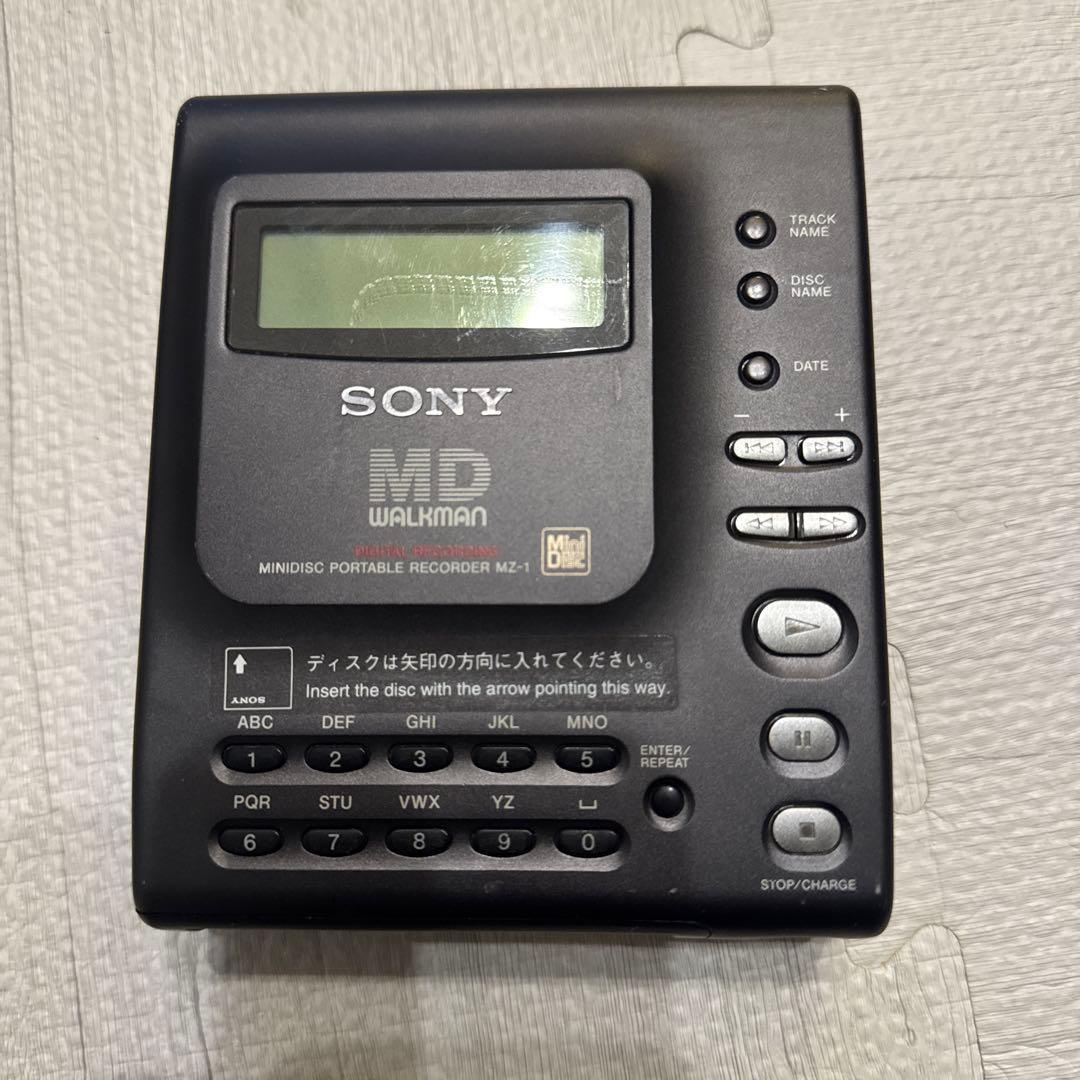 TRACK
NAME
DISC
NAME
DATE
− +
SONY
MD
WALKMAN
DIGITAL RECORDING
MINIDISC PORTABLE RECORDER MZ-1
Mini
Disc
SONY
ディスクは矢印の方向に入れてください。
Insert the disc with the arrow pointing this way.
ABC DEF GHI JKL MNO
1 2 3 4 5
ENTER/
REPEAT
PQR STU VWX YZ ⌴
6 7 8 9 0
STOP/CHARGE